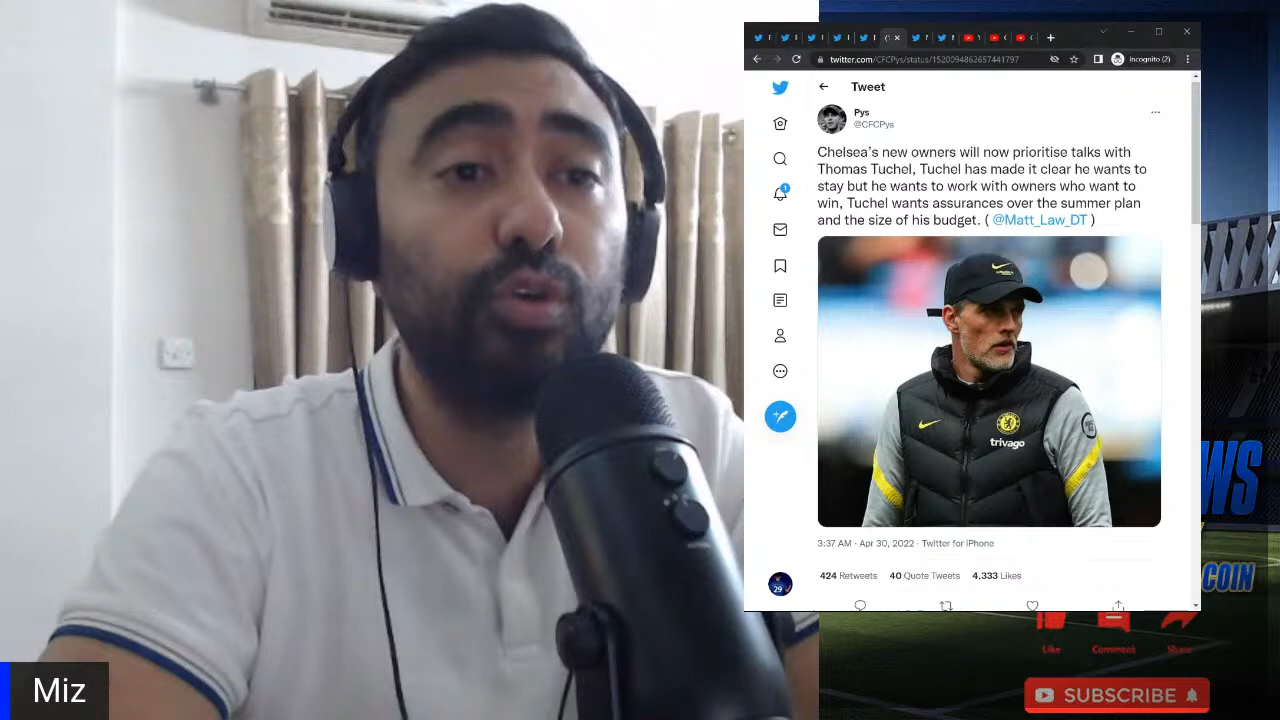 Incognito (2)
twitter.com/CFCPys/status/1520094862657441797
Tweet
Pys
@CFCPys
Chelsea's new owners will now prioritise talks with
Thomas Tuchel, Tuchel has made it clear he wants to
stay but he wants to work with owners who want to
win, Tuchel wants assurances over the summer plan
and the size of his budget. ( @Matt_Law_DT )
trivago
3:37 AM · Apr 30, 2022 · Twitter for iPhone
424 Retweets 40 Quote Tweets 4,333 Likes
1
29
WS
COIN
Like Comment Share
SUBSCRIBE
Miz